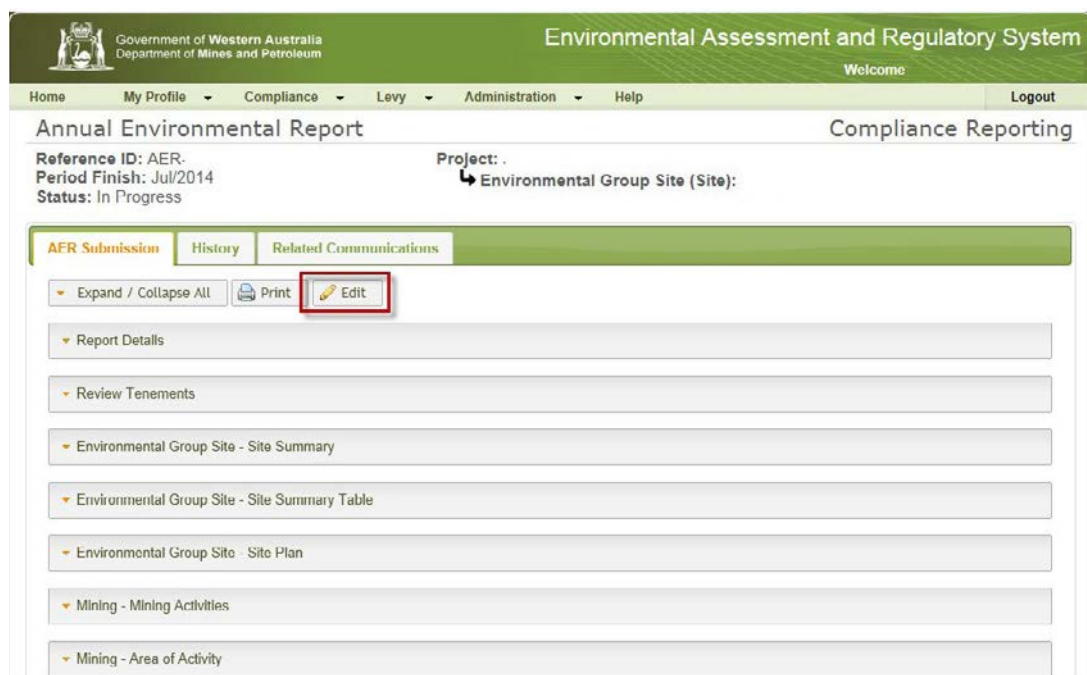 Government of Western Australia
Department of Mines and Petroleum
Environmental Assessment and Regulatory System
Welcome
Home My Profile Compliance Levy Administration Help Logout
Annual Environmental Report Compliance Reporting
Reference ID: AER- Project: .
Period Finish: Jul/2014 Environmental Group Site (Site):
Status: In Progress
AER Submission History Related Communications
Expand / Collapse All Print Edit
Report Details
Review Tenements
Environmental Group Site - Site Summary
Environmental Group Site - Site Summary Table
Environmental Group Site - Site Plan
Mining - Mining Activities
Mining - Area of Activity